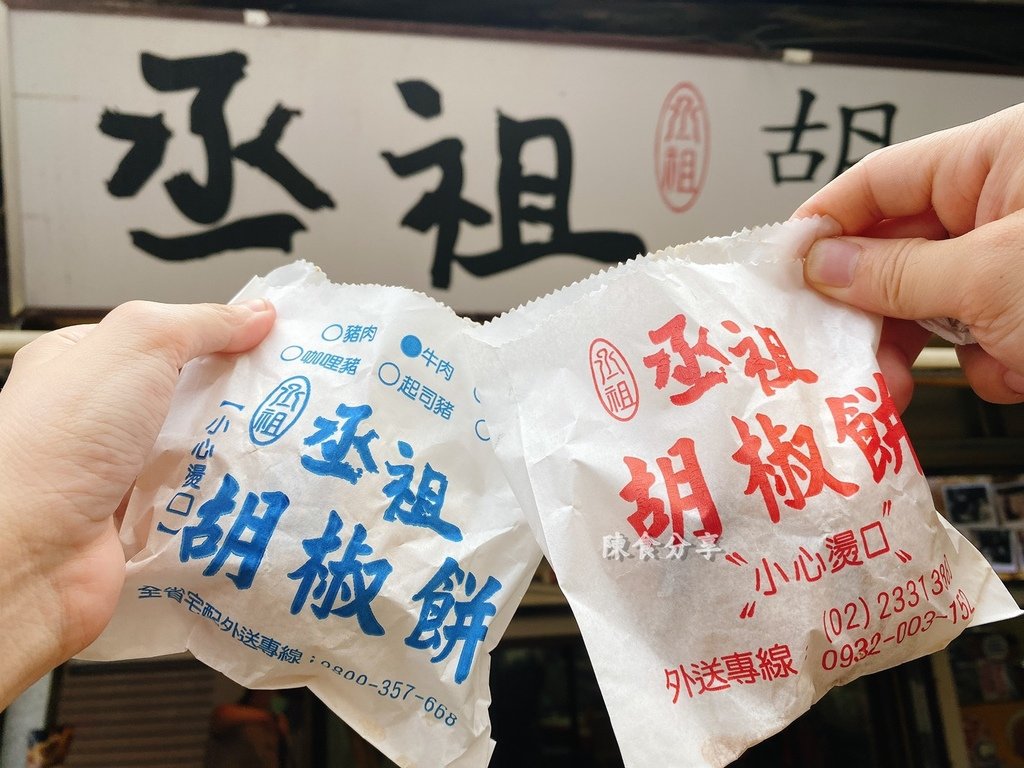 丞祖 丞祖 胡
○豬肉 ●牛肉
○咖哩豬 ○起司豬
丞祖
【小心燙口】
丞祖
胡椒餅
全省宅配外送專線:0800-357-668
丞祖
丞祖
胡椒餅
〝小心燙口〟
外送專線
(02)2331
0932-003-152
陳食分享